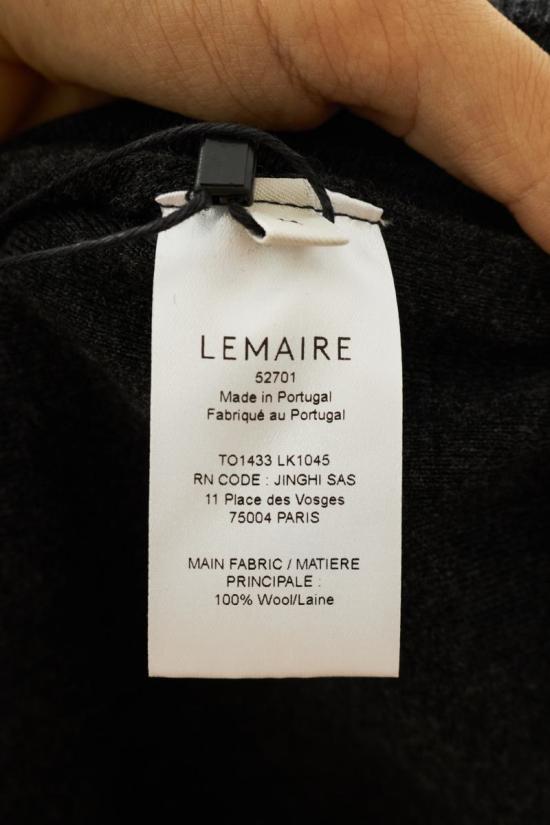 LEMAIRE
52701
Made in Portugal
Fabriqué au Portugal
TO1433 LK1045
RN CODE : JINGHI SAS
11 Place des Vosges
75004 PARIS
MAIN FABRIC / MATIERE
PRINCIPALE :
100% Wool/Laine